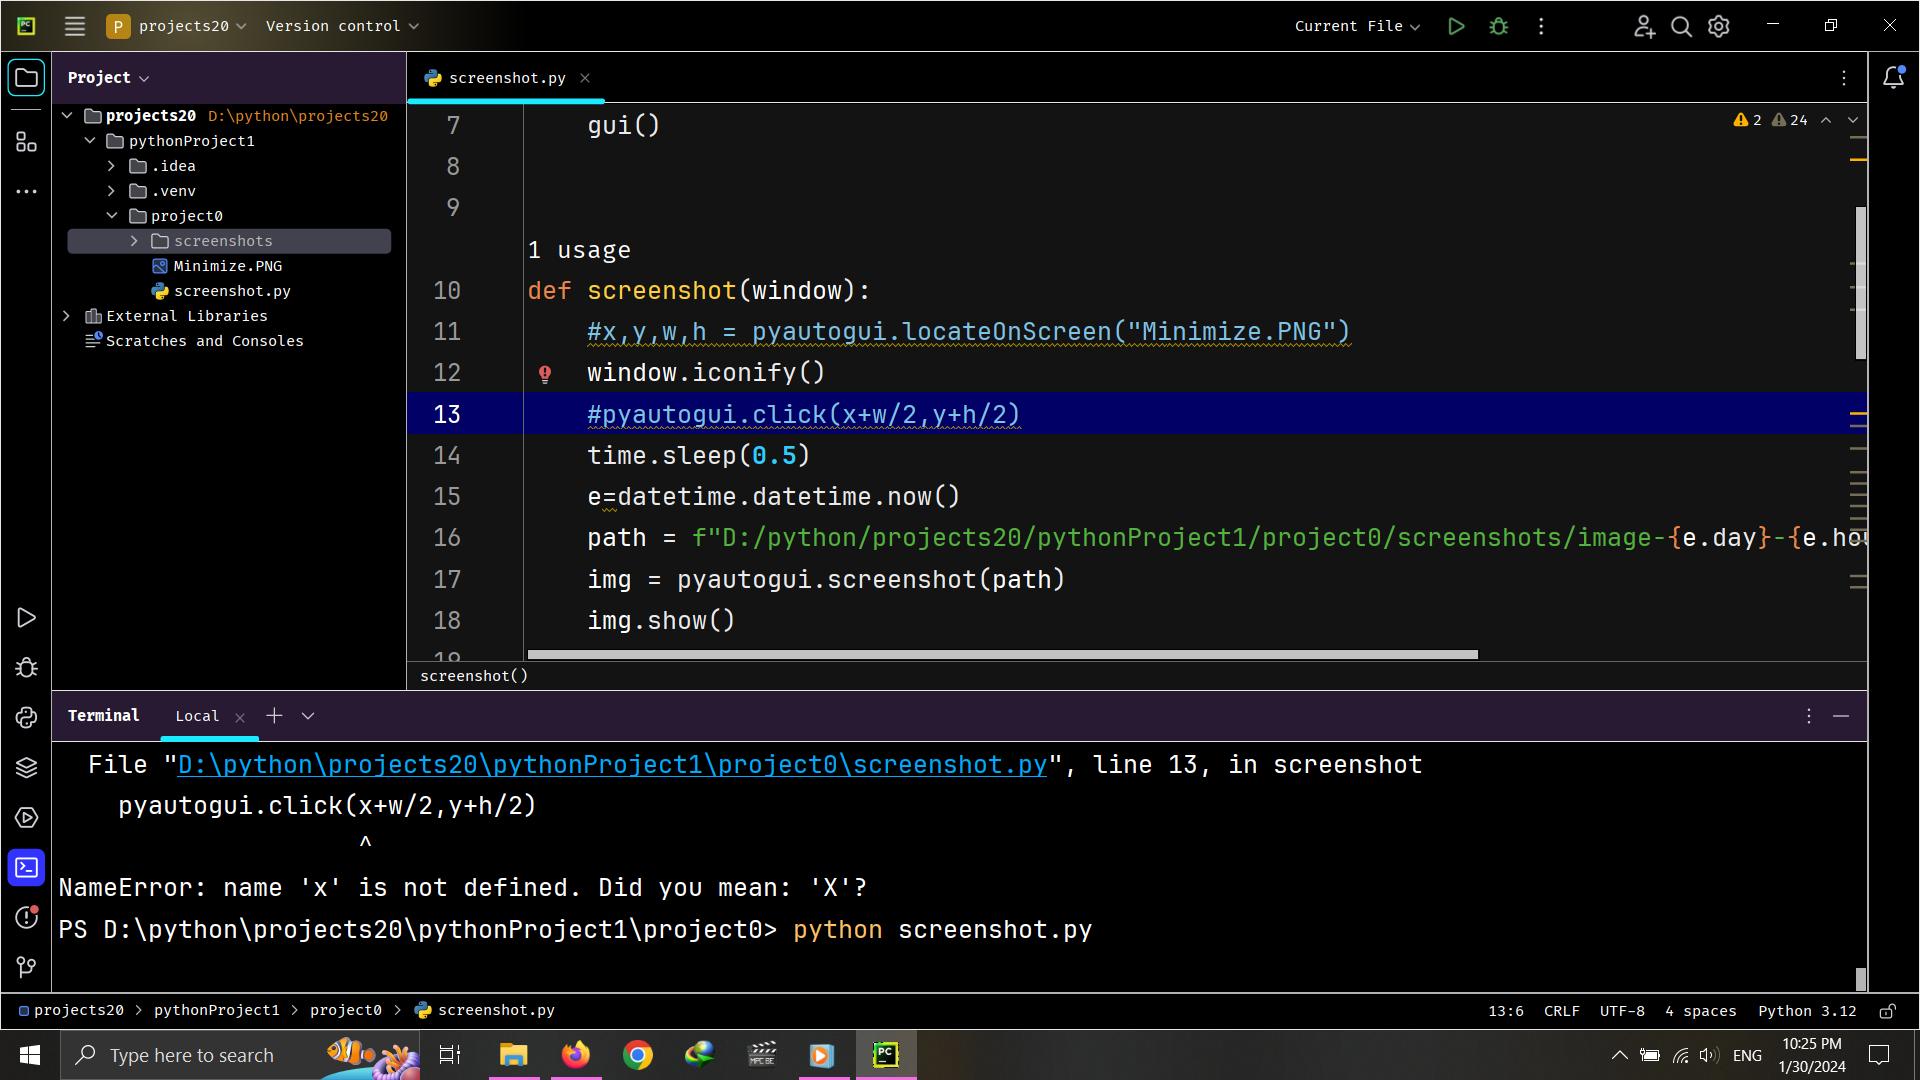 PC
P projects20
Version control
Current File
Project
screenshot.py
projects20 D:\python\projects20
pythonProject1
.idea
.venv
project0
screenshots
Minimize.PNG
screenshot.py
External Libraries
Scratches and Consoles
2 24
7 gui()
8
9
1 usage
10 def screenshot(window):
11 #x,y,w,h = pyautogui.locateOnScreen("Minimize.PNG")
12 window.iconify()
13 #pyautogui.click(x+w/2,y+h/2)
14 time.sleep(0.5)
15 e=datetime.datetime.now()
16 path = f"D:/python/projects20/pythonProject1/project0/screenshots/image-{e.day}-{e.hou
17 img = pyautogui.screenshot(path)
18 img.show()
19
screenshot()
Terminal Local
File "D:\python\projects20\pythonProject1\project0\screenshot.py", line 13, in screenshot
pyautogui.click(x+w/2,y+h/2)
^
NameError: name 'x' is not defined. Did you mean: 'X'?
PS D:\python\projects20\pythonProject1\project0> python screenshot.py
projects20 > pythonProject1 > project0 > screenshot.py
13:6 CRLF UTF-8 4 spaces Python 3.12
Type here to search
MPC BE
PC
ENG
10:25 PM
1/30/2024